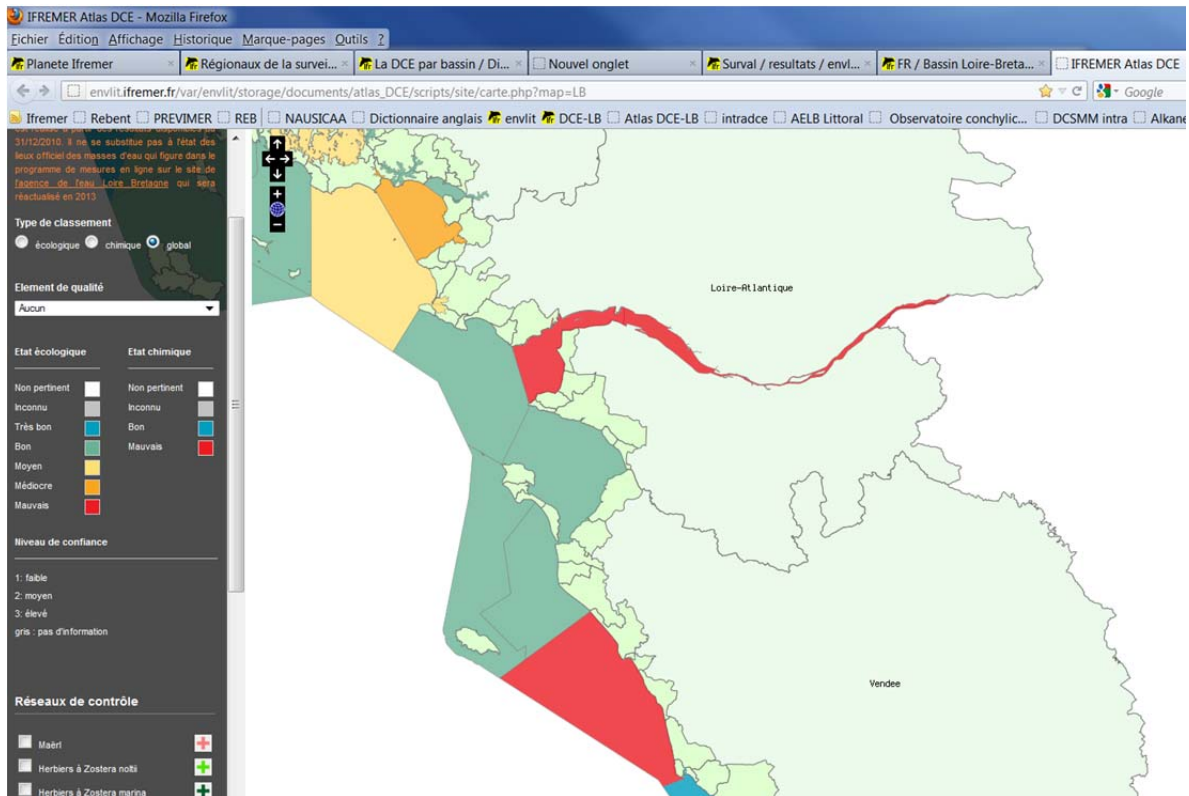 IFREMER Atlas DCE - Mozilla Firefox
Fichier Édition Affichage Historique Marque-pages Outils ?
Planete Ifremer × Régionaux de la survei... × La DCE par bassin / Di... × Nouvel onglet × Surval / resultats / envl... × FR / Bassin Loire-Breta... × IFREMER Atlas DCE
envlit.ifremer.fr/var/envlit/storage/documents/atlas_DCE/scripts/site/carte.php?map=LB Google
Ifremer Rebent PREVIMER REB NAUSICAA Dictionnaire anglais envlit DCE-LB Atlas DCE-LB intradce AELB Littoral Observatoire conchylic... DCSMM intra Alkane
est réalisé à partir des résultats disponibles au
31/12/2010. Il ne se substitue pas à l'état des
lieux officiel des masses d'eau qui figure dans le
programme de mesures en ligne sur le site de
l'agence de l'eau Loire Bretagne qui sera
réactualisé en 2013
Type de classement
écologique chimique global
Element de qualité
Aucun
Etat écologique Etat chimique
Non pertinent Non pertinent
Inconnu Inconnu
Très bon Bon
Bon Mauvais
Moyen
Médiocre
Mauvais
Niveau de confiance
1: faible
2: moyen
3: élevé
gris : pas d'information
Réseaux de contrôle
Maërl
Herbiers à Zostera noltii
Herbiers à Zostera marina
Loire-Atlantique
Vendee